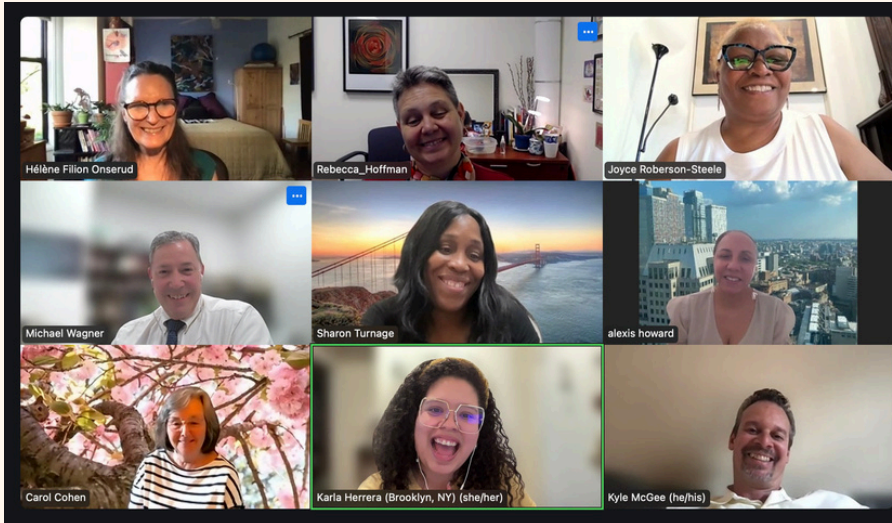 Hélène Filion Onserud
Rebecca_Hoffman
Joyce Roberson-Steele
Michael Wagner
Sharon Turnage
alexis howard
Carol Cohen
Karla Herrera (Brooklyn, NY) (she/her)
Kyle McGee (he/his)